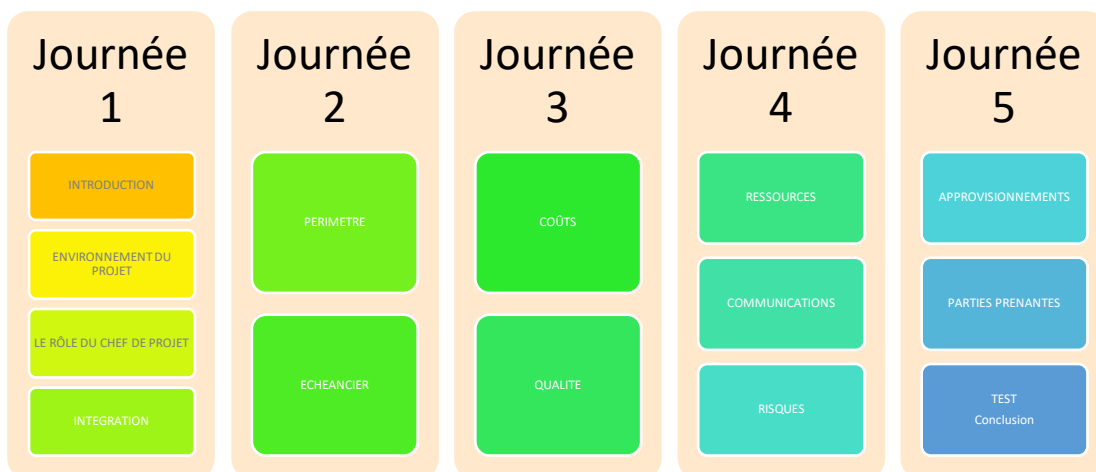 Journée
1
INTRODUCTION
ENVIRONNEMENT DU
PROJET
LE RÔLE DU CHEF DE PROJET
INTEGRATION
Journée
2
PERIMETRE
ECHEANCIER
Journée
3
COÛTS
QUALITE
Journée
4
RESSOURCES
COMMUNICATIONS
RISQUES
Journée
5
APPROVISIONNEMENTS
PARTIES PRENANTES
TEST
Conclusion